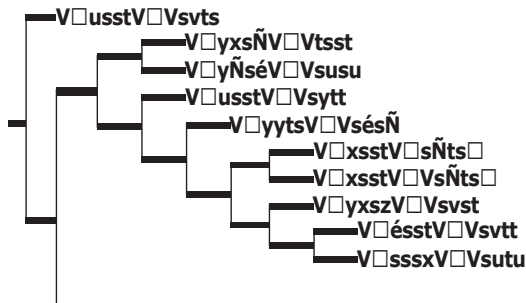 V□usstV□Vsvts
V□yxsÑV□Vtsst
V□yÑséV□Vsusu
V□usstV□Vsytt
V□yytsV□VsésÑ
V□xsstV□sÑts□
V□xsstV□VsÑts□
V□yxszV□Vsvst
V□ésstV□Vsvtt
V□sssxV□Vsutu